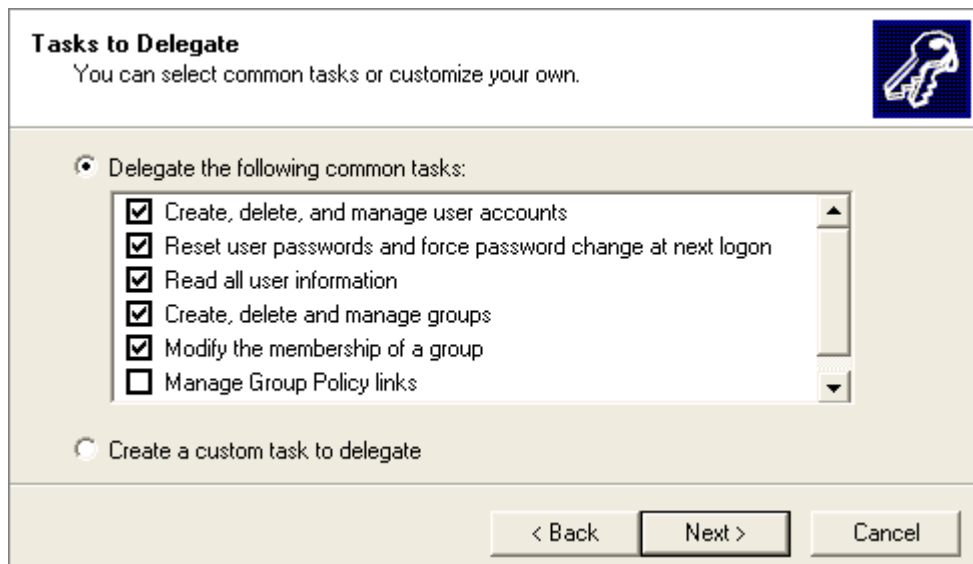 Tasks to Delegate
You can select common tasks or customize your own.
Delegate the following common tasks:
Create, delete, and manage user accounts
Reset user passwords and force password change at next logon
Read all user information
Create, delete and manage groups
Modify the membership of a group
Manage Group Policy links
Create a custom task to delegate
< Back Next > Cancel